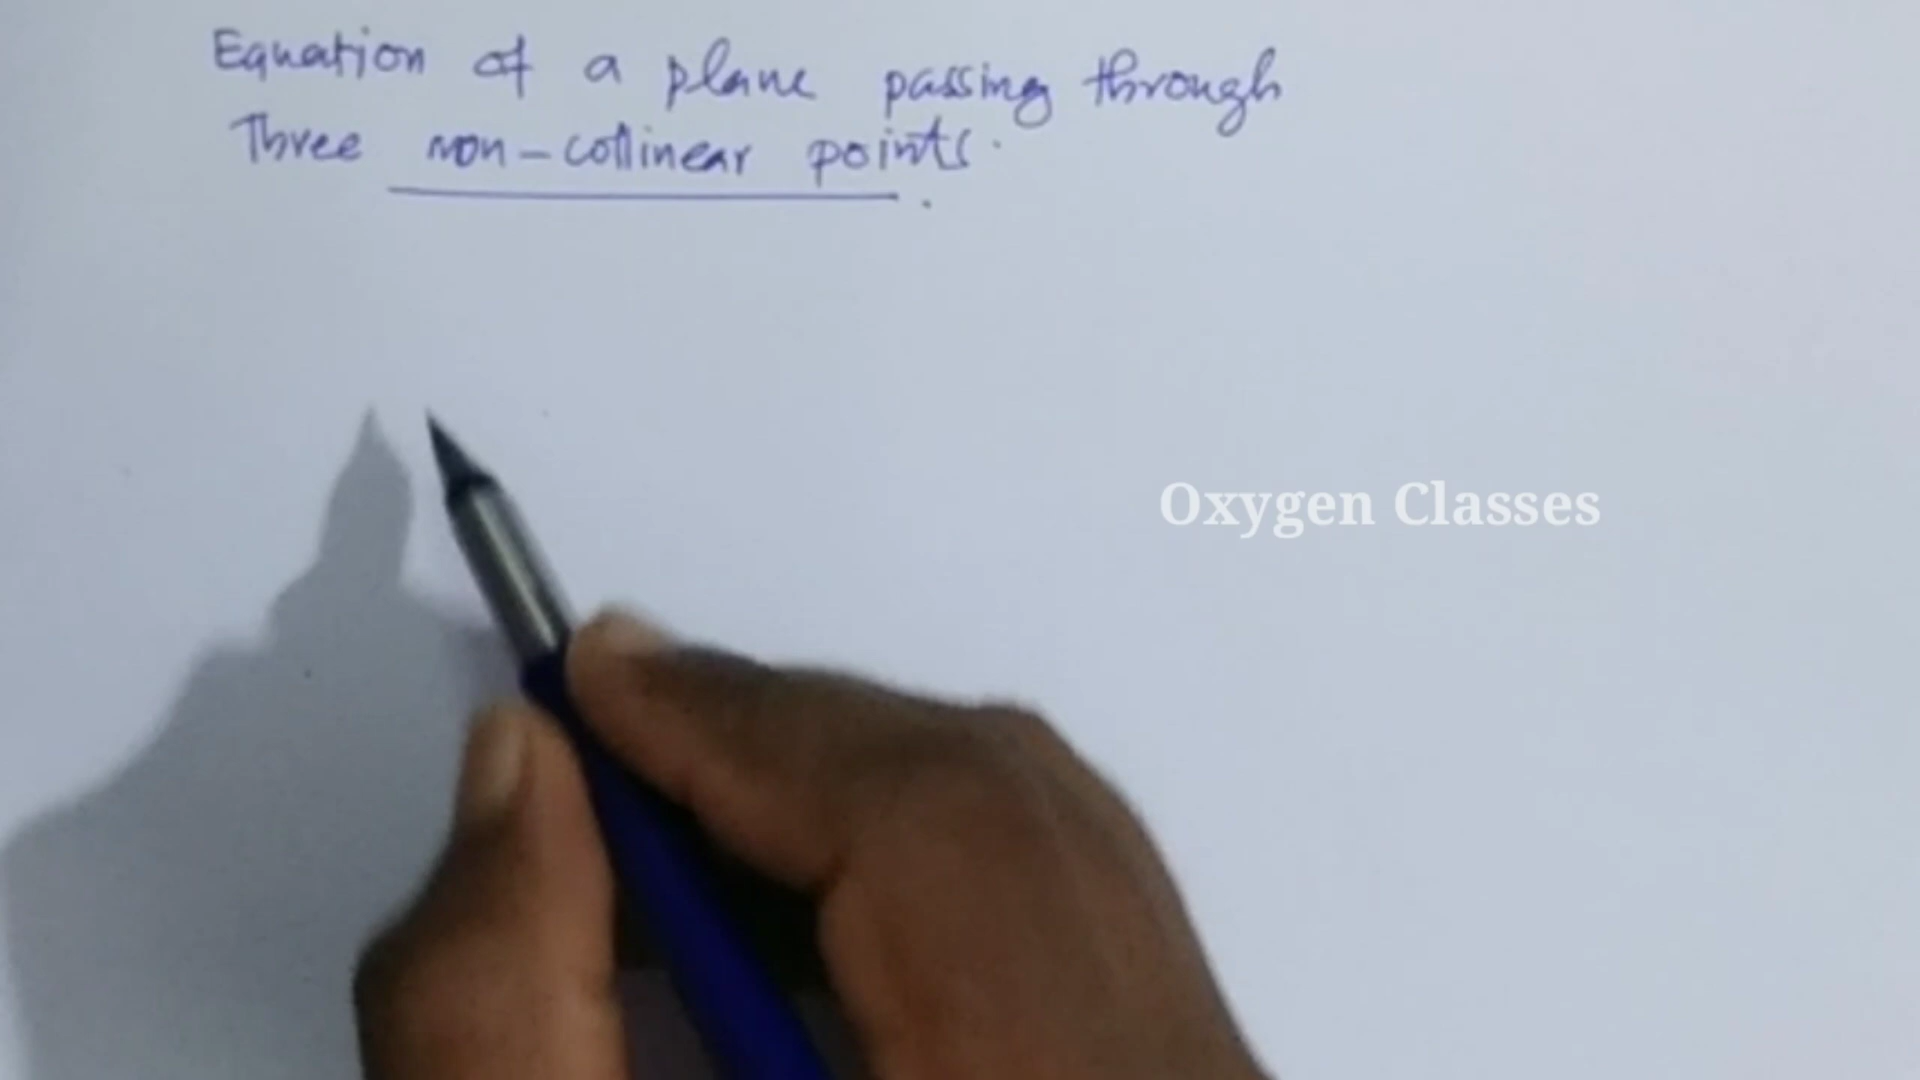 Equation of a plane passing through
Three non-collinear points.
Oxygen Classes